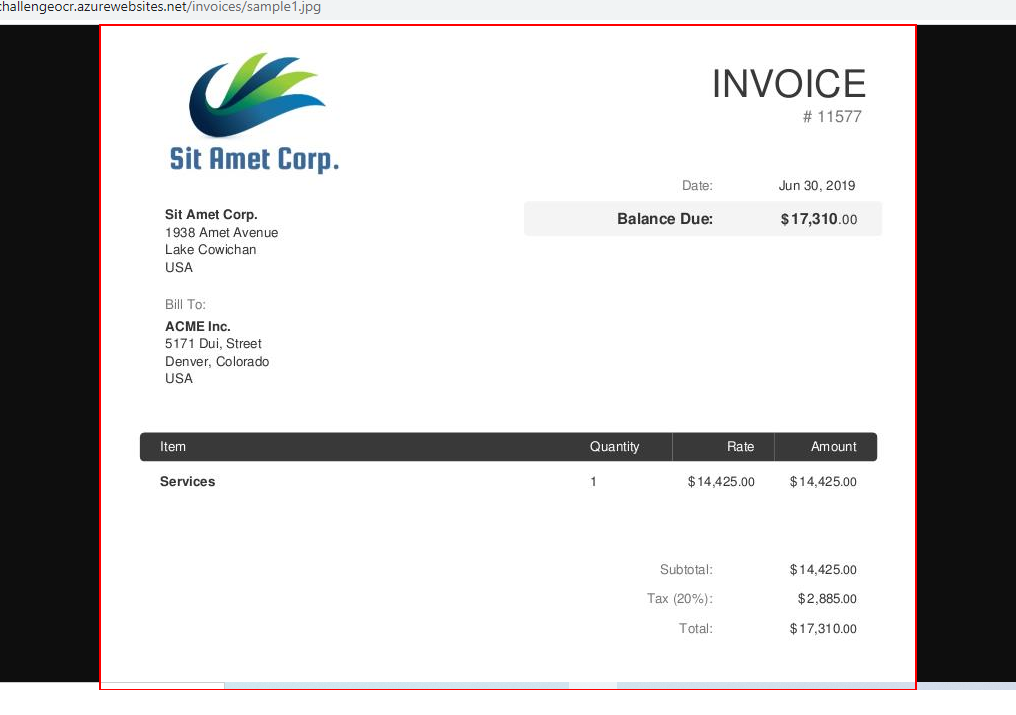 challengeocr.azurewebsites.net/invoices/sample1.jpg
Sit Amet Corp.
INVOICE
# 11577
Date: Jun 30, 2019
Balance Due: $17,310.00
Sit Amet Corp.
1938 Amet Avenue
Lake Cowichan
USA
Bill To:
ACME Inc.
5171 Dui, Street
Denver, Colorado
USA
Item Quantity Rate Amount
Services 1 $14,425.00 $14,425.00
Subtotal: $14,425.00
Tax (20%): $2,885.00
Total: $17,310.00